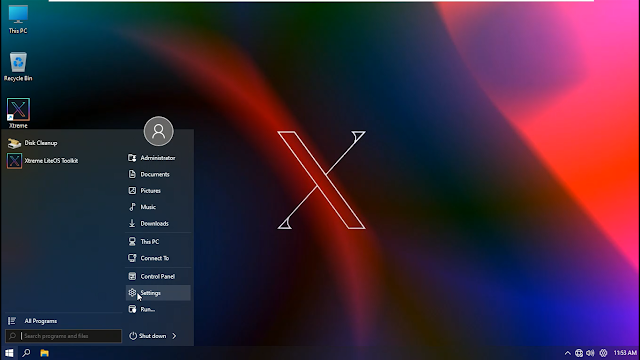 This PC
Recycle Bin
Xtreme
Disk Cleanup
Xtreme LiteOS Toolkit
All Programs
Search programs and files
Administrator
Documents
Pictures
Music
Downloads
This PC
Connect To
Control Panel
Settings
Run...
Shut down
11:53 AM